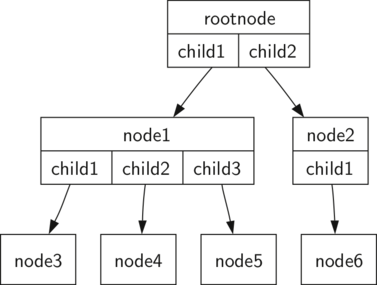 rootnode
child1 child2
node1 node2
child1 child2 child3 child1
node3 node4 node5 node6